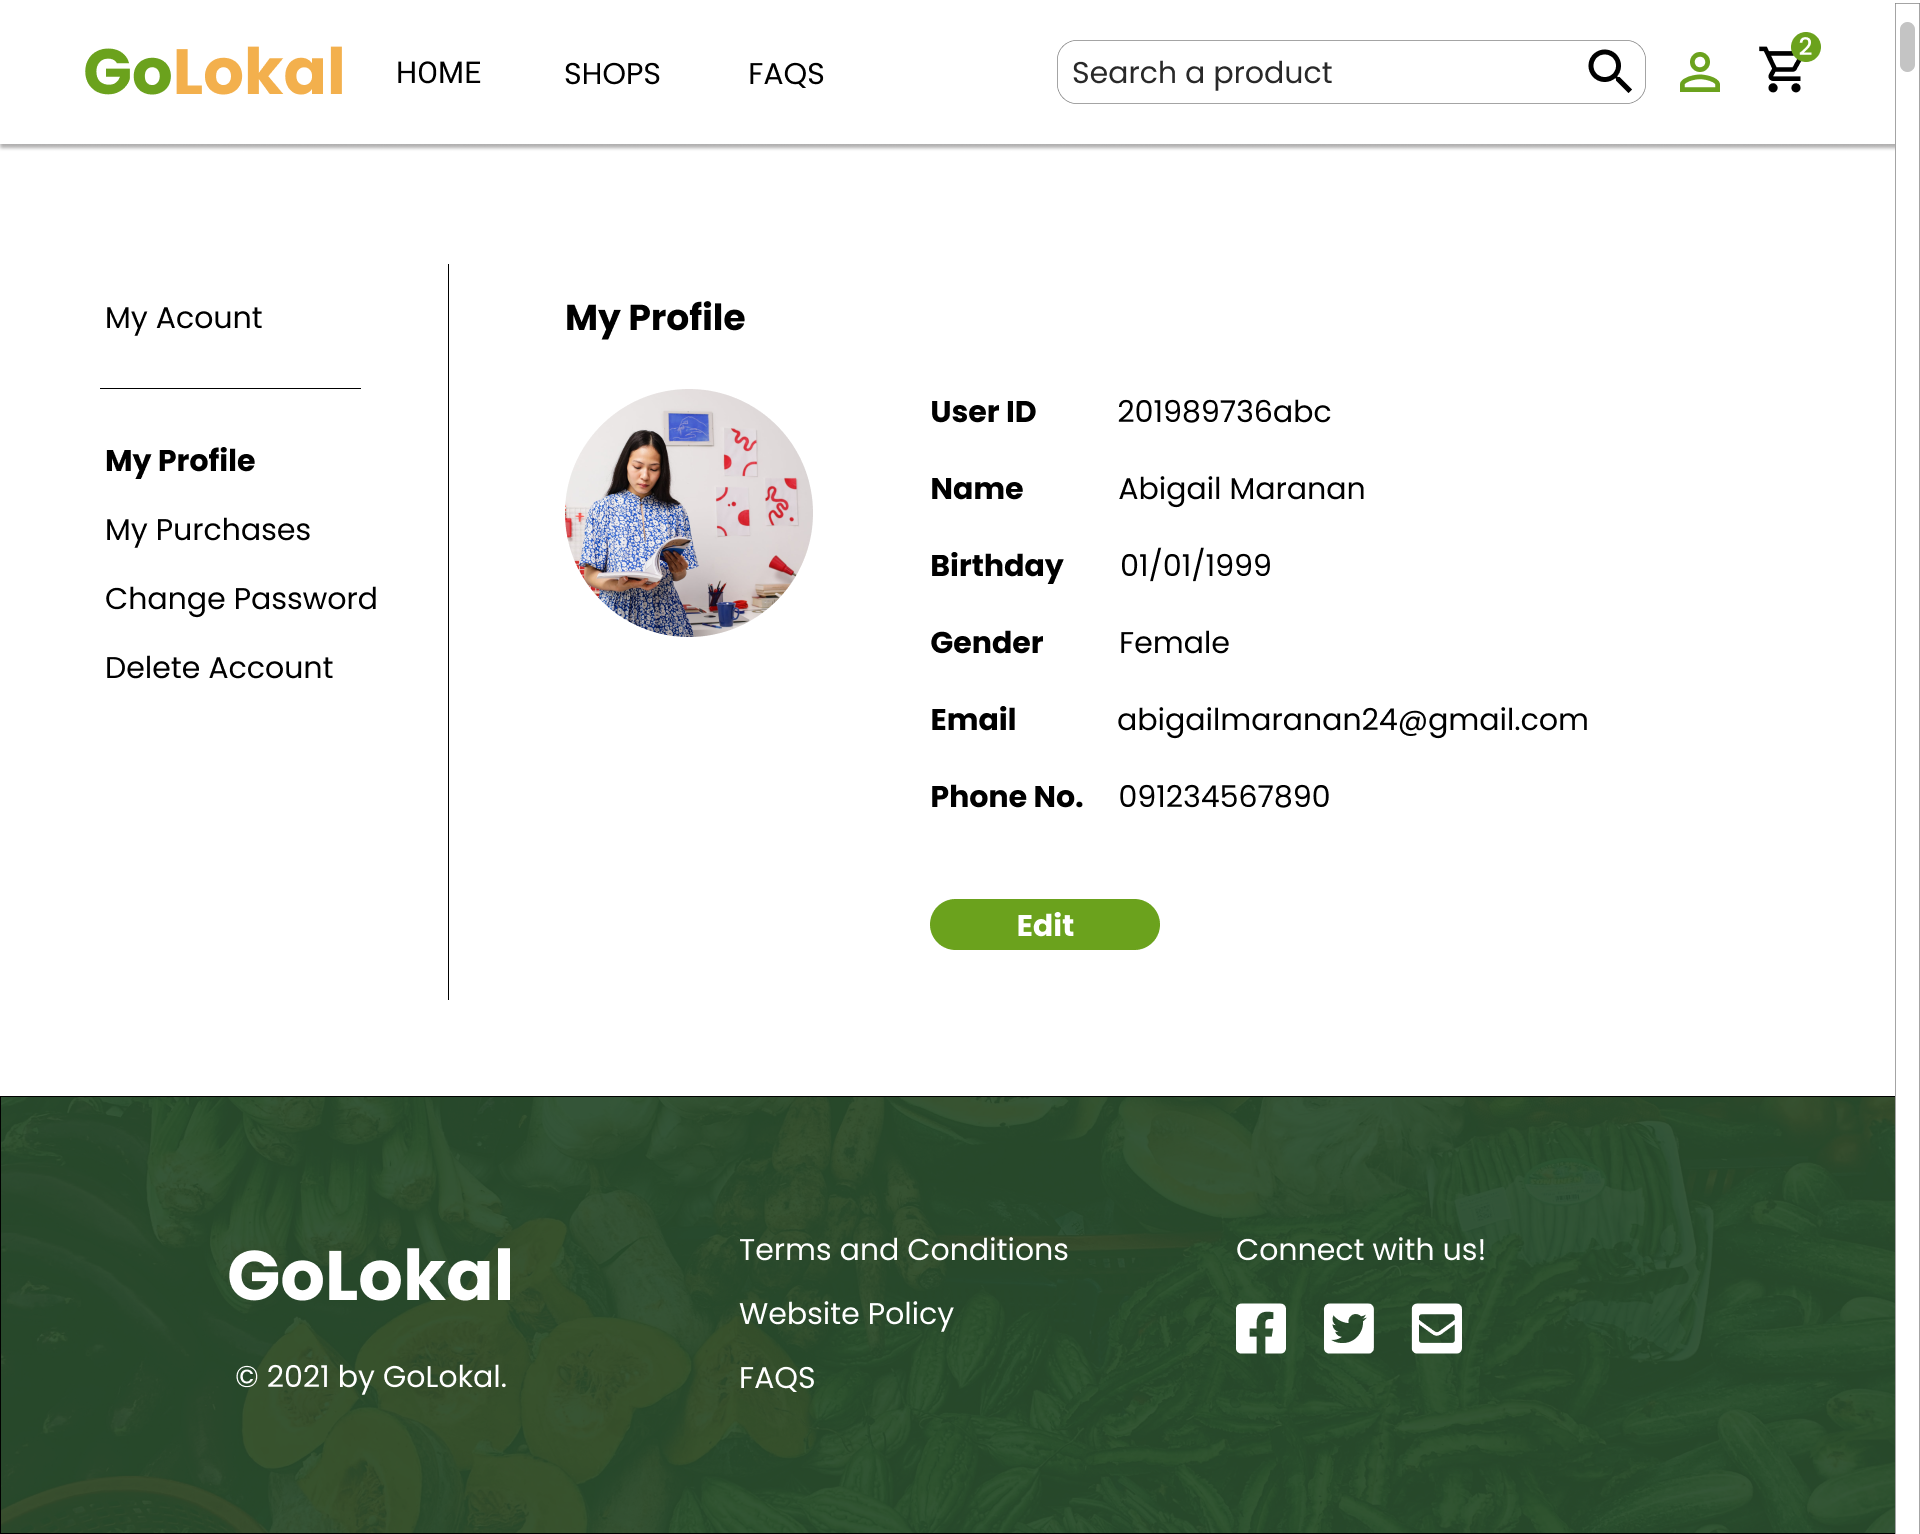 GoLokal HOME SHOPS FAQS Search a product 2
My Acount
My Profile
My Purchases
Change Password
Delete Account
My Profile
User ID 201989736abc
Name Abigail Maranan
Birthday 01/01/1999
Gender Female
Email abigailmaranan24@gmail.com
Phone No. 091234567890
Edit
GoLokal
© 2021 by GoLokal.
Terms and Conditions
Website Policy
FAQS
Connect with us!